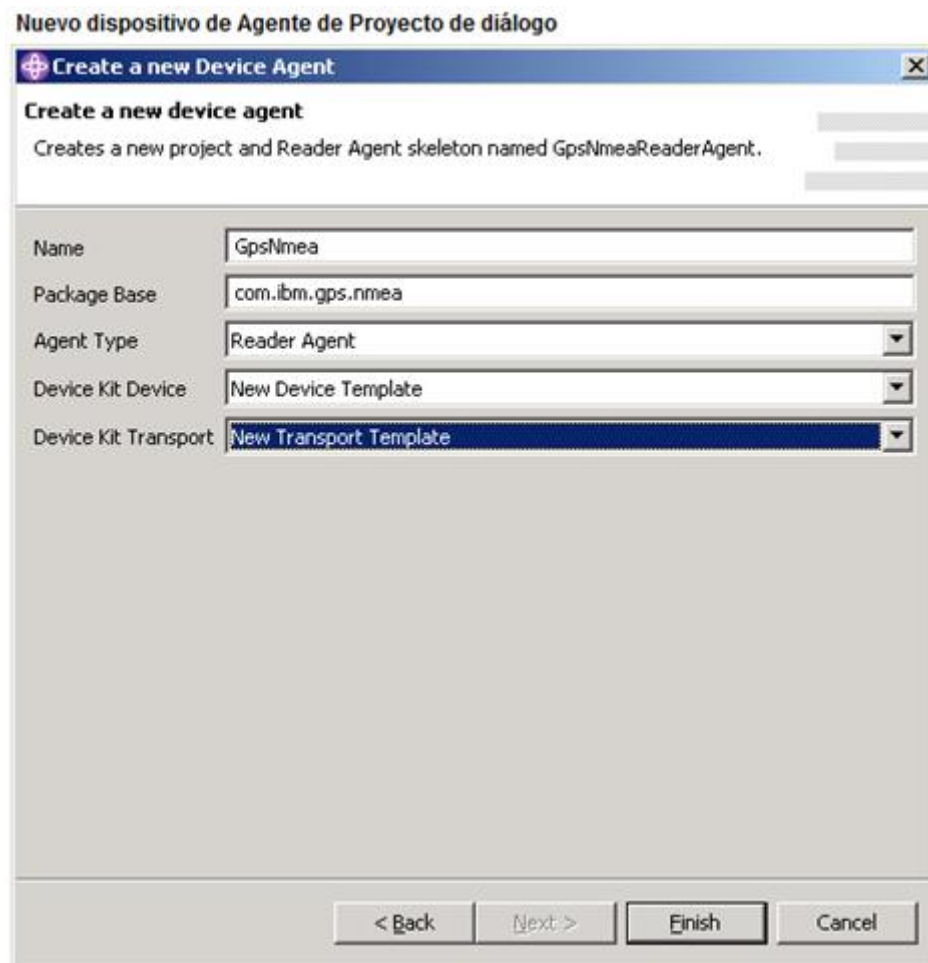 Nuevo dispositivo de Agente de Proyecto de diálogo
Create a new Device Agent
Create a new device agent
Creates a new project and Reader Agent skeleton named GpsNmeaReaderAgent.
Name GpsNmea
Package Base com.ibm.gps.nmea
Agent Type Reader Agent
Device Kit Device New Device Template
Device Kit Transport New Transport Template
< Back Next > Finish Cancel